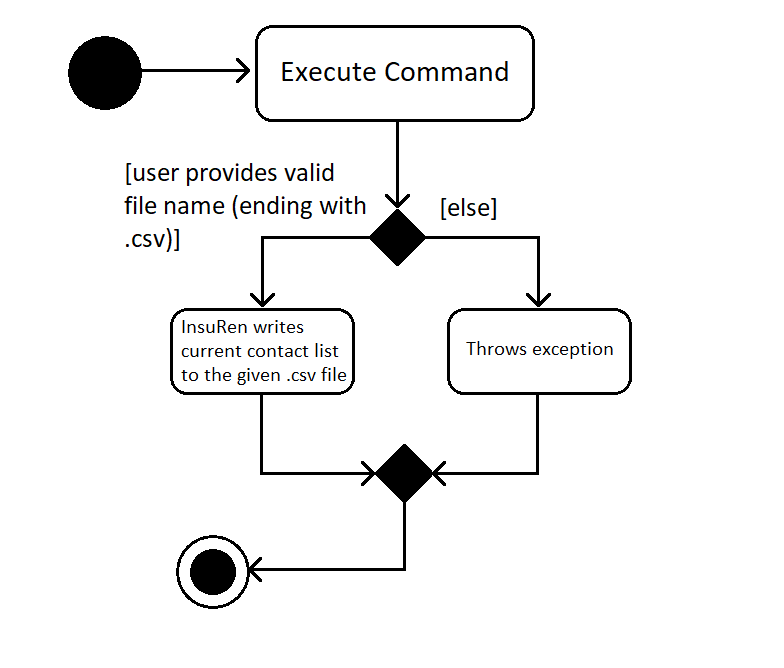 Execute Command
[user provides valid
file name (ending with
.csv)]
[else]
InsuRen writes
current contact list
to the given .csv file
Throws exception